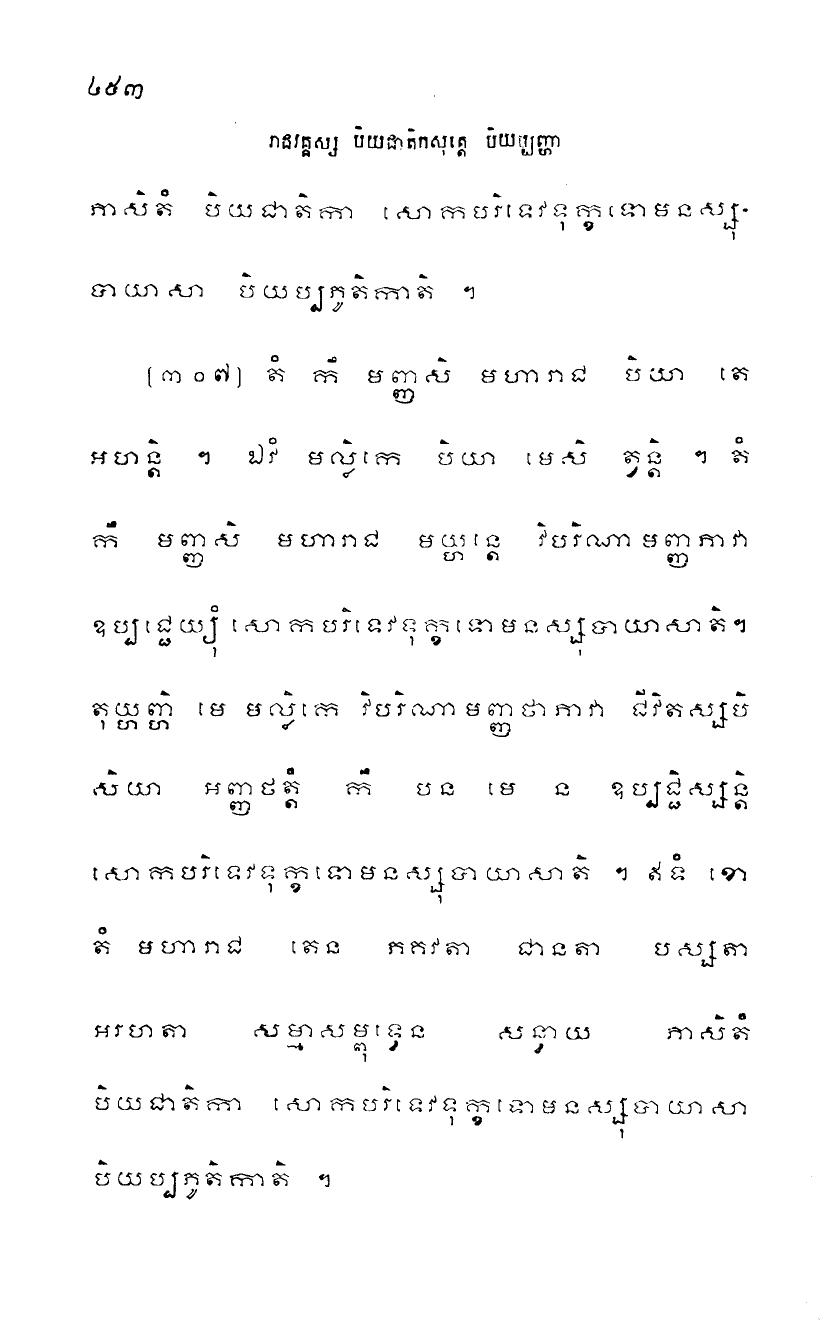 ៤៥៣
រាជវគ្គស្ស បិយជាតិកសុត្តេ បិយប្បញ្ហា
ភាសិតំ បិយជាតិកា សោកបរិទេវទុក្ខទោមនស្សុ-
បាយាសា បិយប្បភូតិកាតិ ។
[៣០៧] តំ កឹ មញ្ញសិ មហារាជ បិយា តេ
អហន្តិ ។ ឯវំ មល្លិកេ បិយា មេសិ ត្វន្តិ ។ តំ
កឹ មញ្ញសិ មហារាជ មយ្ហន្តេ វិបរិណាមញ្ញភាវា
ឧប្បជ្ជេយ្យុំ សោកបរិទេវទុក្ខទោមនស្សុបាយាសាតិ។
តុយ្ហញ្ហិ មេ មល្លិកេ វិបរិណាមញ្ញថាភាវា ជីវិតស្សបិ
សិយា អញ្ញថត្តំ កឹ បន មេ ន ឧប្បជ្ជិស្សន្តិ
សោកបរិទេវទុក្ខទោមនស្សុបាយាសាតិ ។ ឥទំ ខោ
តំ មហារាជ តេន ភគវតា ជានតា បស្សតា
អរហតា សម្មាសម្ពុទ្ធេន សន្ធាយ ភាសិតំ
បិយជាតិកា សោកបរិទេវទុក្ខទោមនស្សុបាយាសា
បិយប្បភូតិកាតិ ។